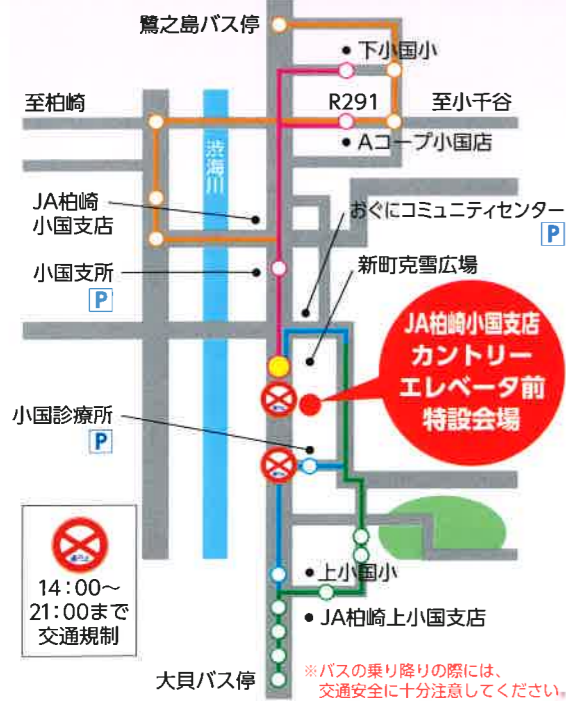 鷺之島バス停
下小国小
至柏崎
R291
至小千谷
Aコープ小国店
渋海川
JA柏崎
小国支店
おぐにコミュニティセンター
P
小国支所
P
新町克雪広場
JA柏崎小国支店
カントリー
エレベータ前
特設会場
小国診療所
P
14:00～
21:00まで
交通規制
上小国小
JA柏崎上小国支店
大貝バス停
※バスの乗り降りの際には、
交通安全に十分注意してください。